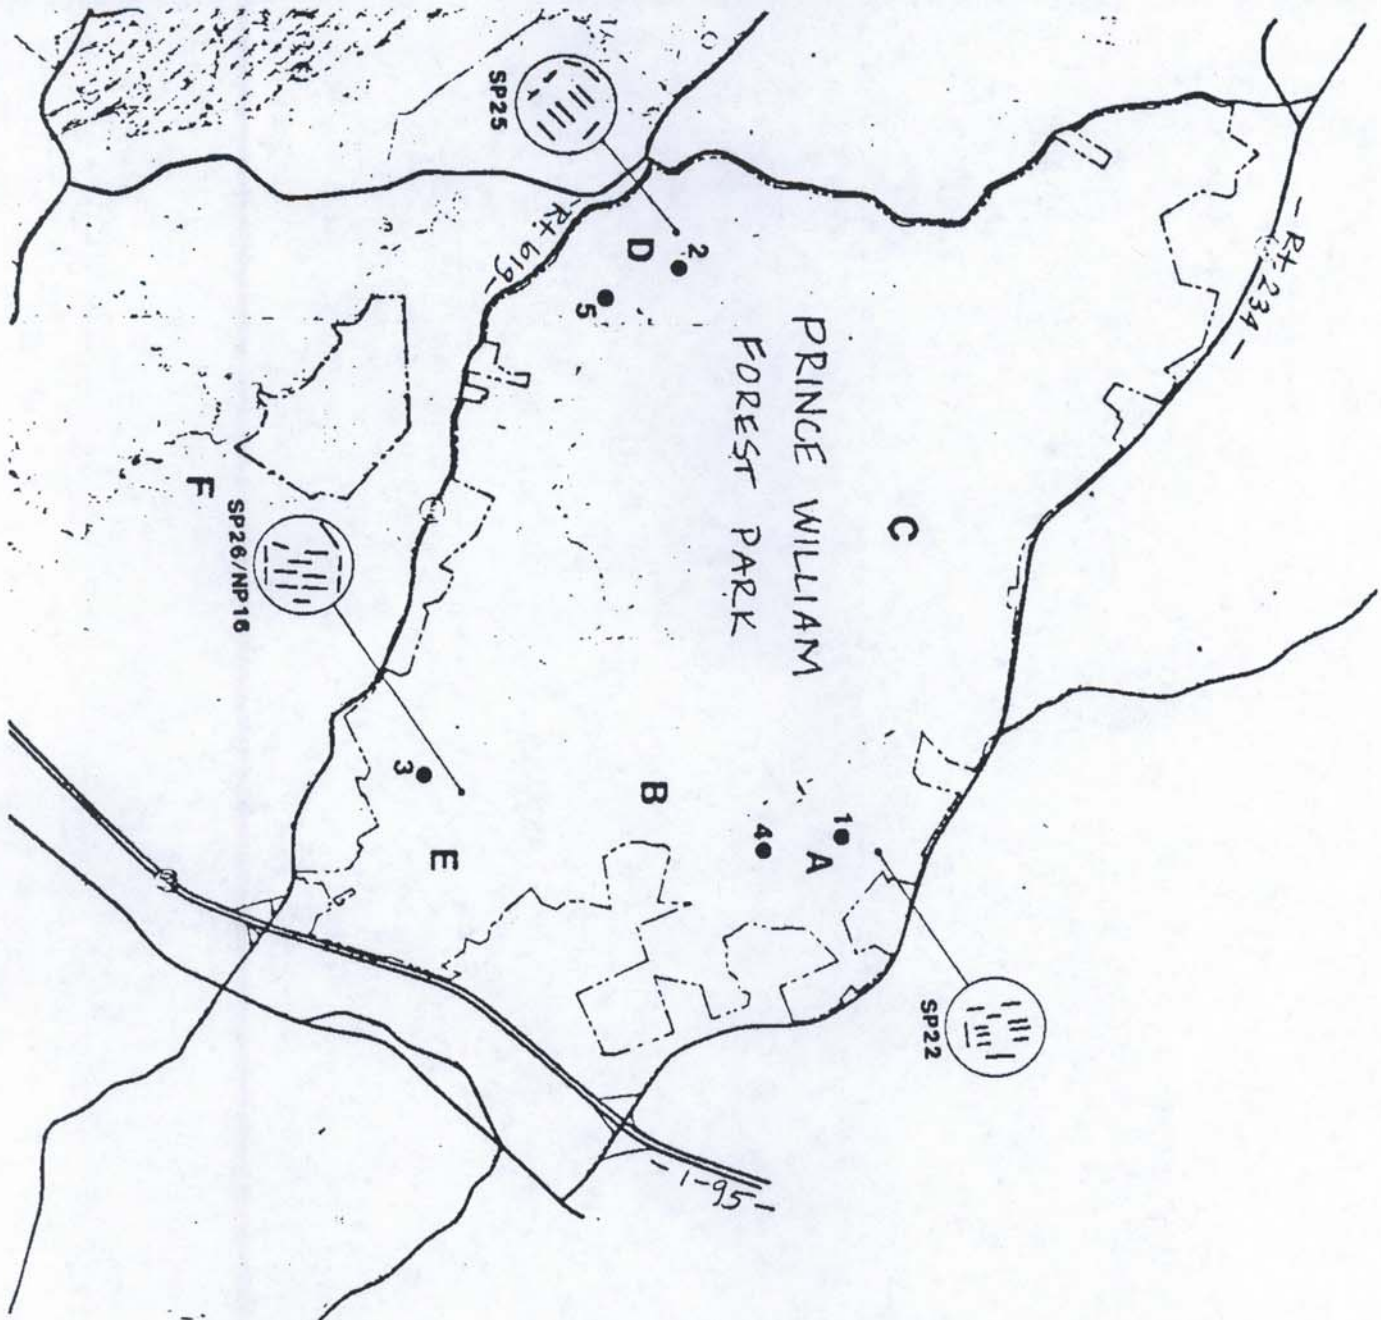 SP25
- Rt 619 -
D
2
5
- Rt 234 -
PRINCE WILLIAM
FOREST PARK
C
F
SP26/NP16
3
E
B
1
A
4
SP22
- I-95 -